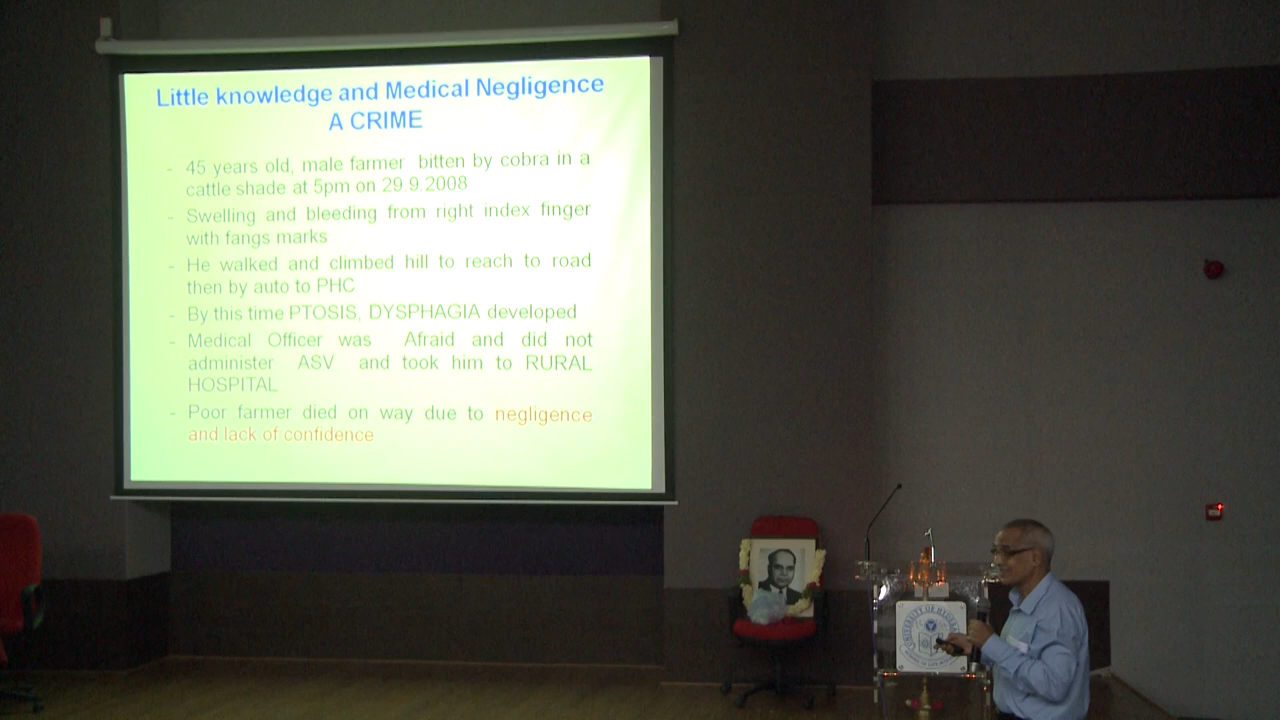 Little knowledge and Medical Negligence
A CRIME
- 45 years old, male farmer bitten by cobra in a
cattle shade at 5pm on 29.9.2008
- Swelling and bleeding from right index finger
with fangs marks
- He walked and climbed hill to reach to road
then by auto to PHC
- By this time PTOSIS, DYSPHAGIA developed
- Medical Officer was Afraid and did not
administer ASV and took him to RURAL
HOSPITAL
- Poor farmer died on way due to negligence
and lack of confidence
UNIVERSITY OF